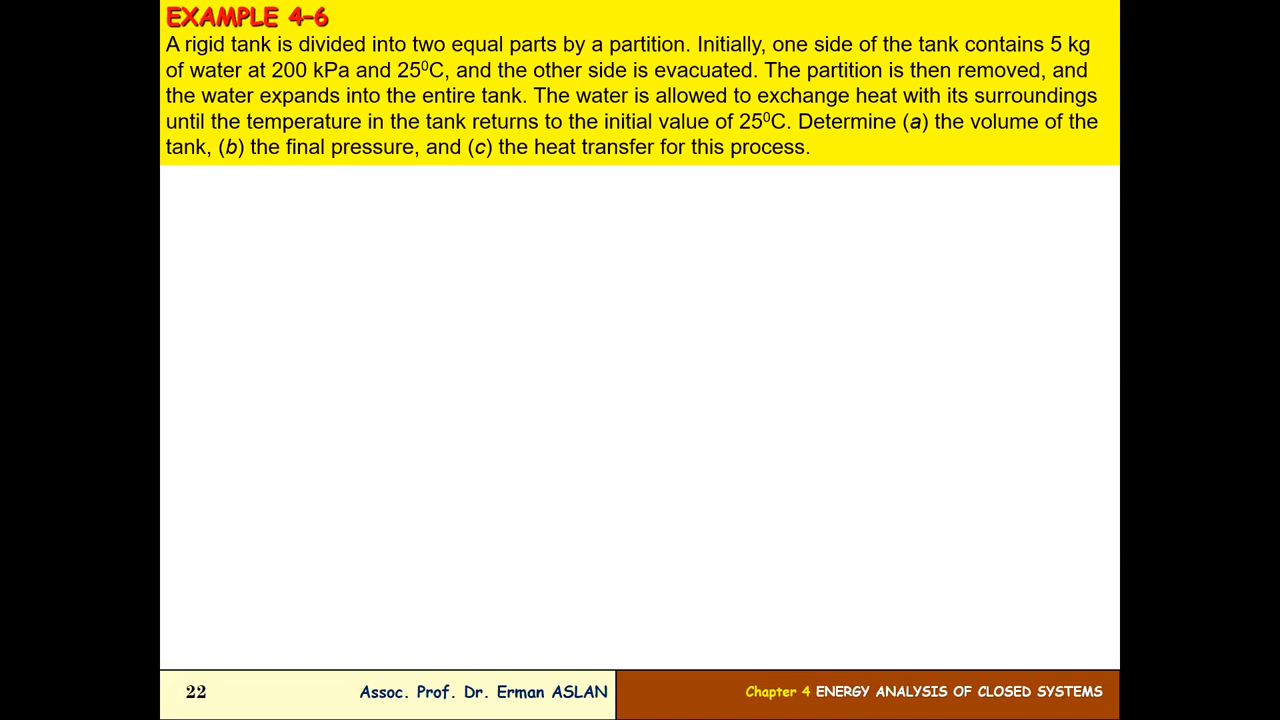 EXAMPLE 4–6
A rigid tank is divided into two equal parts by a partition. Initially, one side of the tank contains 5 kg
of water at 200 kPa and 25⁰C, and the other side is evacuated. The partition is then removed, and
the water expands into the entire tank. The water is allowed to exchange heat with its surroundings
until the temperature in the tank returns to the initial value of 25⁰C. Determine (a) the volume of the
tank, (b) the final pressure, and (c) the heat transfer for this process.
22
Assoc. Prof. Dr. Erman ASLAN
Chapter 4 ENERGY ANALYSIS OF CLOSED SYSTEMS